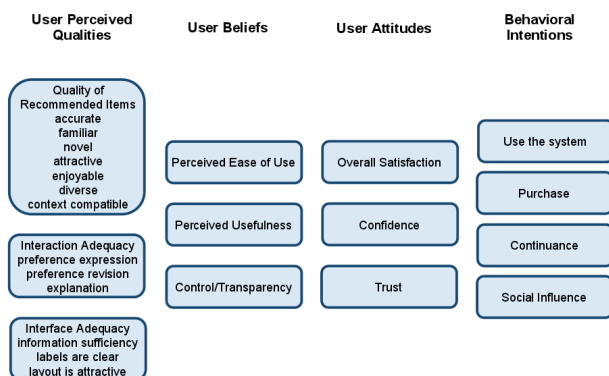 User Perceived
Qualities
User Beliefs
User Attitudes
Behavioral
Intentions
Quality of
Recommended Items
accurate
familiar
novel
attractive
enjoyable
diverse
context compatible
Interaction Adequacy
preference expression
preference revision
explanation
Interface Adequacy
information sufficiency
labels are clear
layout is attractive
Perceived Ease of Use
Perceived Usefulness
Control/Transparency
Overall Satisfaction
Confidence
Trust
Use the system
Purchase
Continuance
Social Influence